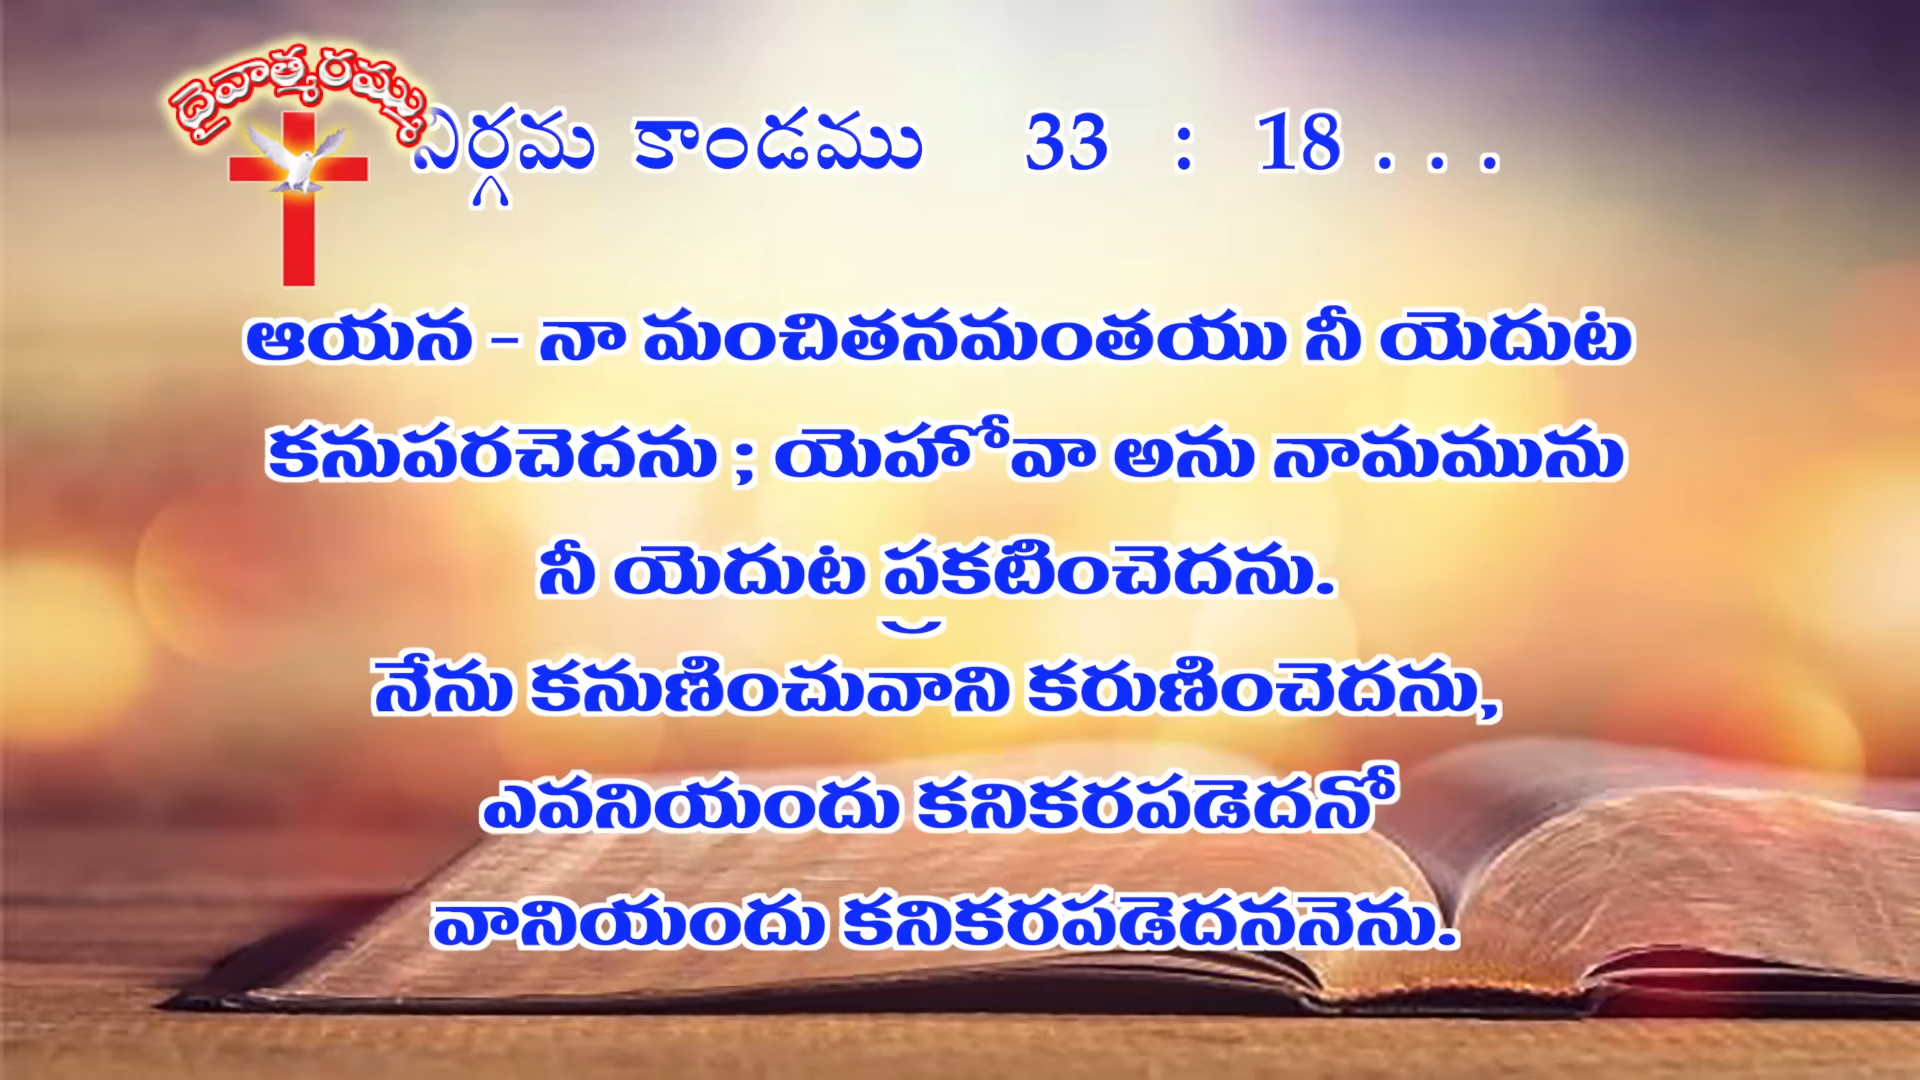 దైవాత్మరమ్ము
నిర్గమ కాండము 33 : 18 . . .
ఆయన - నా మంచితనమంతయు నీ యెదుట
కనుపరచెదను ; యెహోవా అను నామమును
నీ యెదుట ప్రకటించెదను.
నేను కనుణించువాని కరుణించెదను,
ఎవనియందు కనికరపడెదనో
వానియందు కనికరపడెదననెను.